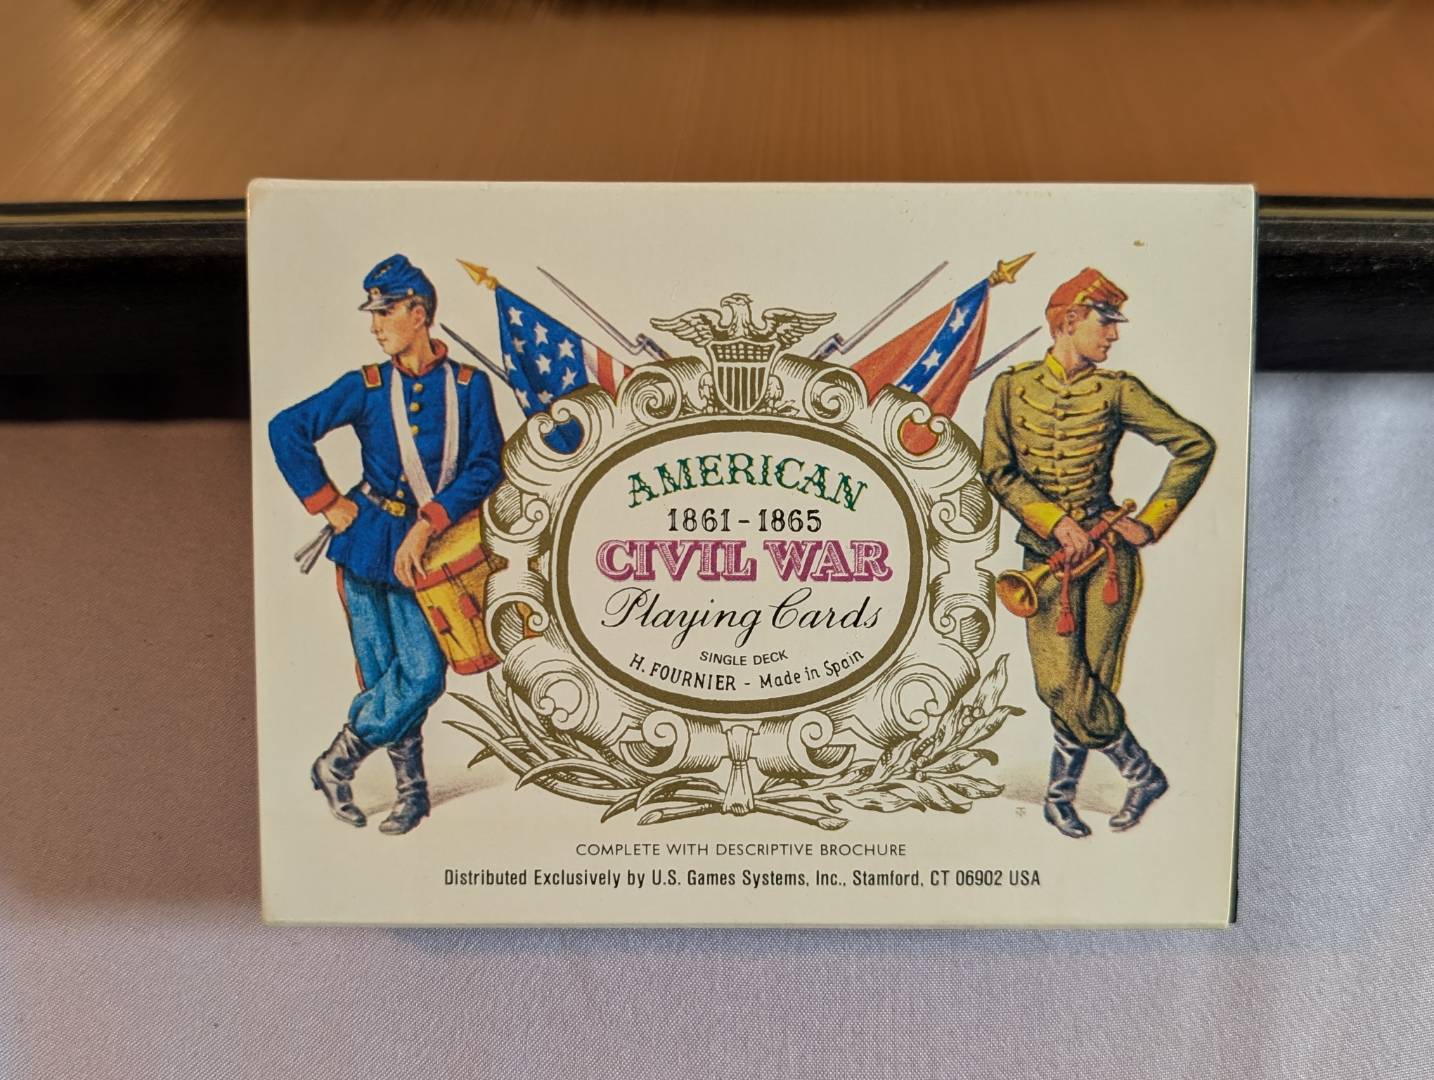 AMERICAN
1861-1865
CIVIL WAR
Playing Cards
SINGLE DECK
H. FOURNIER - Made in Spain
COMPLETE WITH DESCRIPTIVE BROCHURE
Distributed Exclusively by U.S. Games Systems, Inc., Stamford, CT 06902 USA